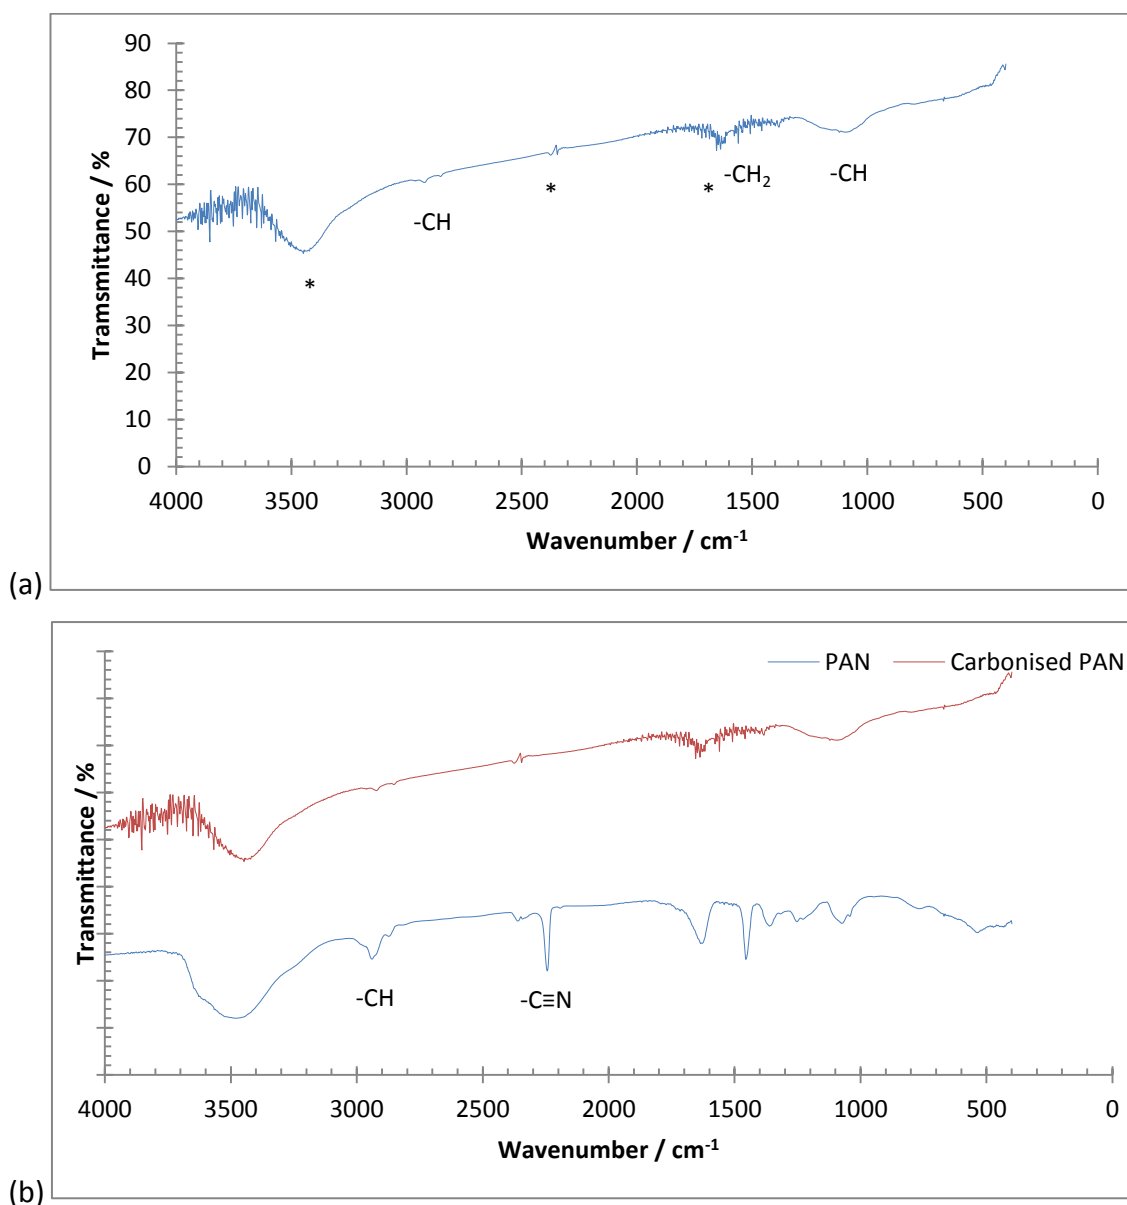 90
80
70
60
50
40
30
20
10
0
Tramsmittance / %
-CH
*
*
*
-CH₂
-CH
4000 3500 3000 2500 2000 1500 1000 500 0
Wavenumber / cm⁻¹
(a)
PAN Carbonised PAN
Transmittance / %
-CH
-C≡N
4000 3500 3000 2500 2000 1500 1000 500 0
Wavenumber / cm⁻¹
(b)